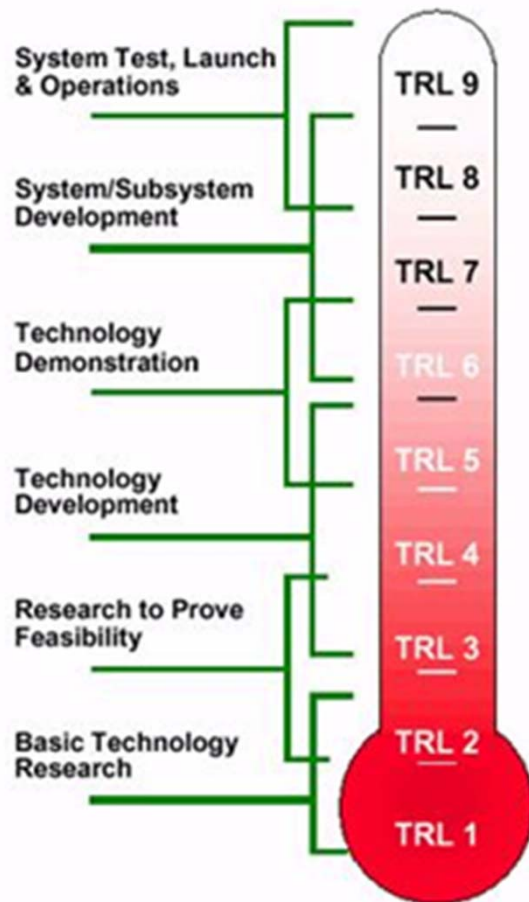 System Test, Launch
& Operations
System/Subsystem
Development
Technology
Demonstration
Technology
Development
Research to Prove
Feasibility
Basic Technology
Research
TRL 9
TRL 8
TRL 7
TRL 6
TRL 5
TRL 4
TRL 3
TRL 2
TRL 1